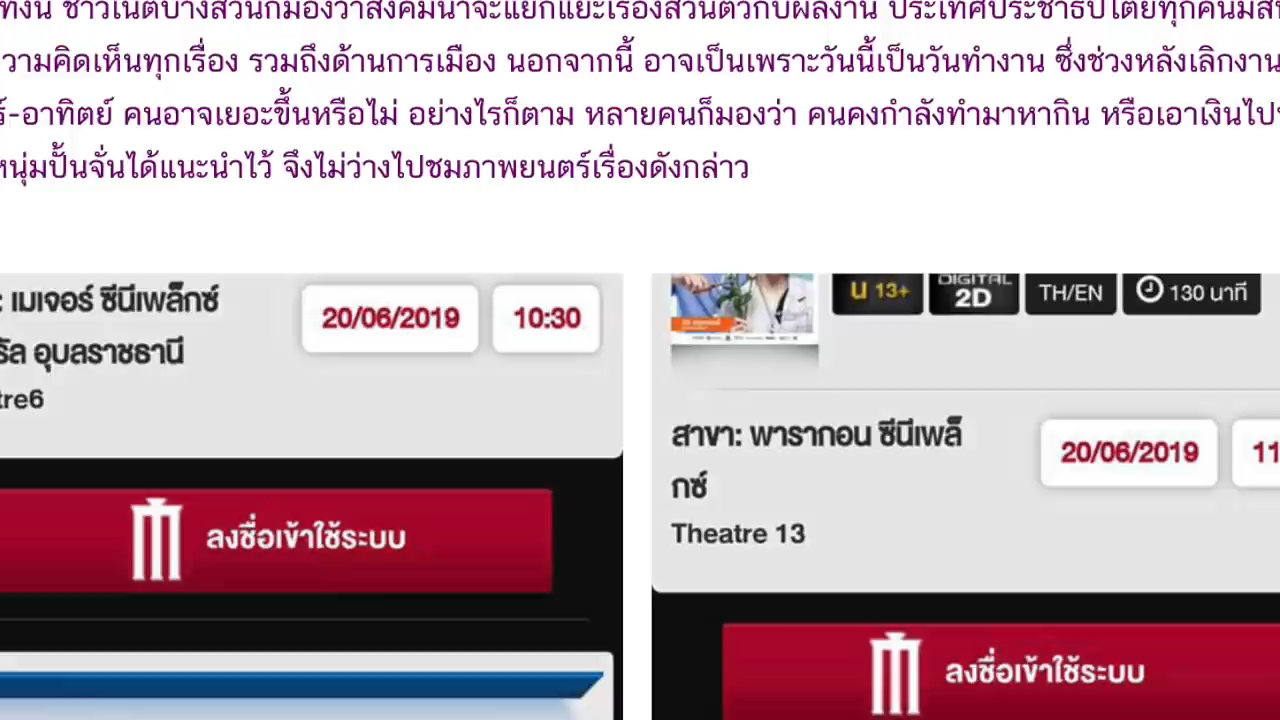 ทั้งนี้ ชาวเน็ตบางส่วนก็มองว่าสังคมน่าจะแยกแยะเรื่องส่วนตัวกับผลงาน ประเทศประชาธิปไตยทุกคนมี
วามคิดเห็นทุกเรื่อง รวมถึงด้านการเมือง นอกจากนี้ อาจเป็นเพราะวันนี้เป็นวันทำงาน ซึ่งช่วงหลังเลิกงาน
ร์-อาทิตย์ คนอาจเยอะขึ้นหรือไม่ อย่างไรก็ตาม หลายคนก็มองว่า คนคงกำลังทำมาหากิน หรือเอาเงินไป
หนุ่มปั้นจั่นได้แนะนำไว้ จึงไม่ว่างไปชมภาพยนตร์เรื่องดังกล่าว
: เมเจอร์ ซีนีเพล็กซ์
รัล อุบลราชธานี
tre6
20/06/2019
10:30
ลงชื่อเข้าใช้ระบบ
น 13+
DIGITAL
2D
TH/EN
130 นาที
สาขา: พารากอน ซีนีเพล็
กซ์
Theatre 13
20/06/2019
11
ลงชื่อเข้าใช้ระบบ